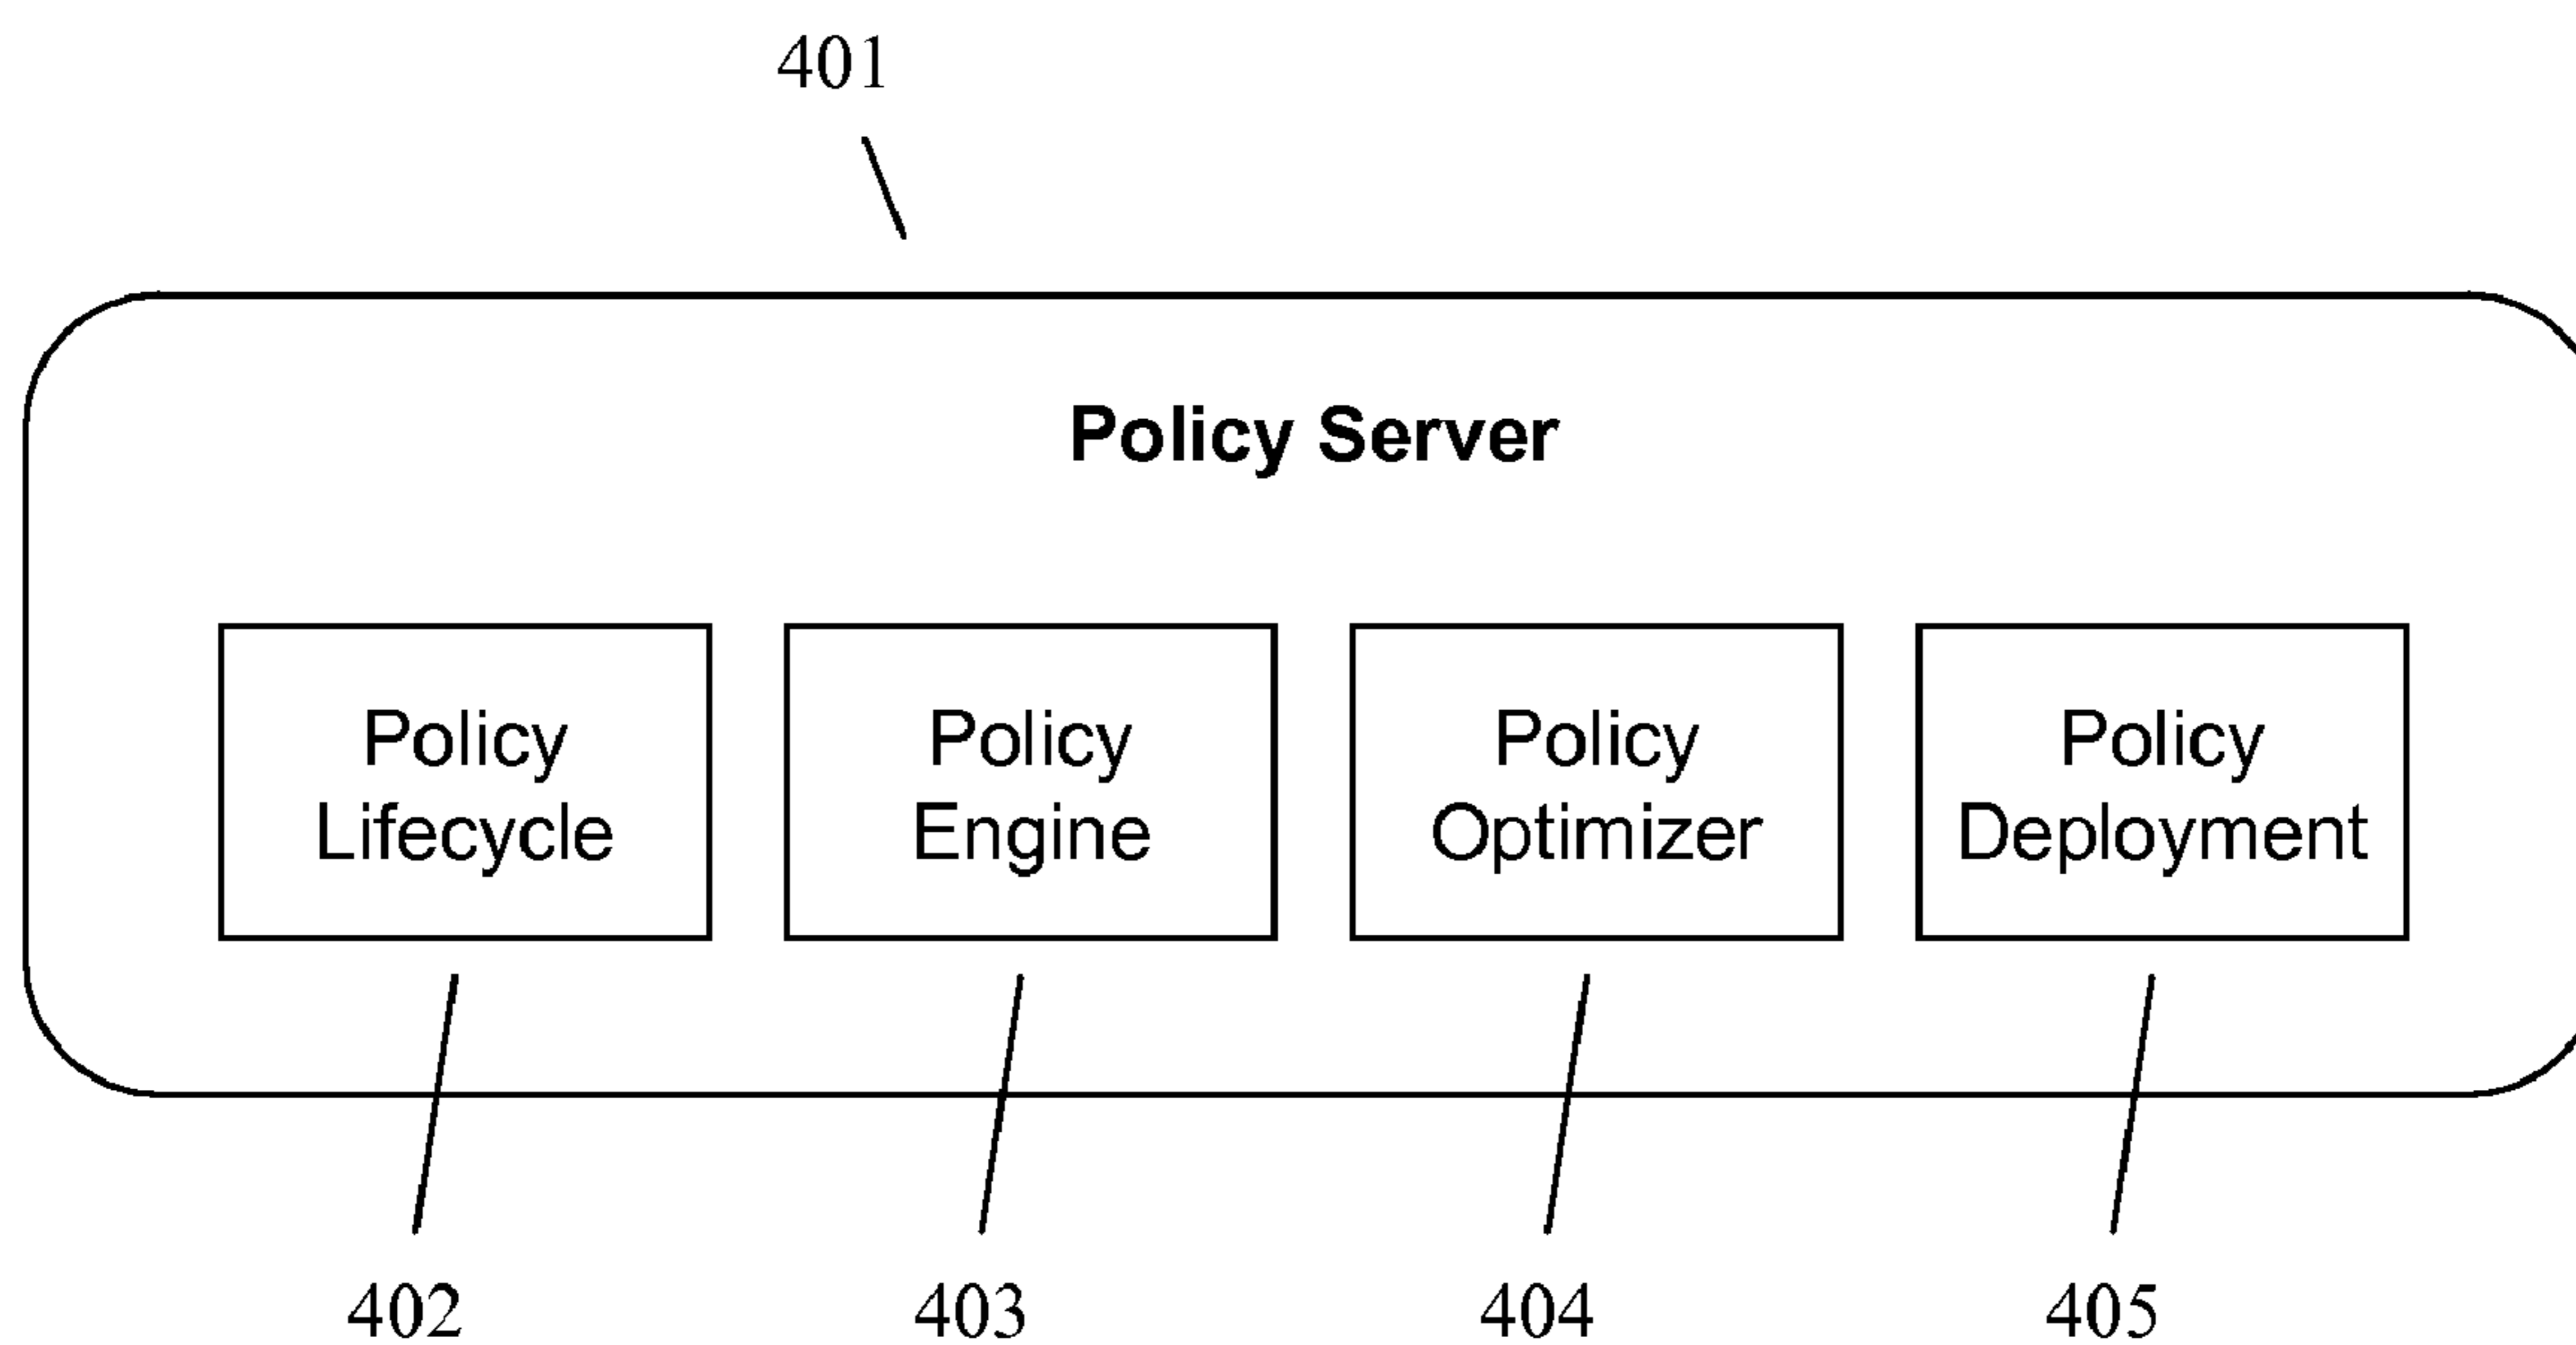 401
Policy Server
Policy
Lifecycle
Policy
Engine
Policy
Optimizer
Policy
Deployment
402
403
404
405